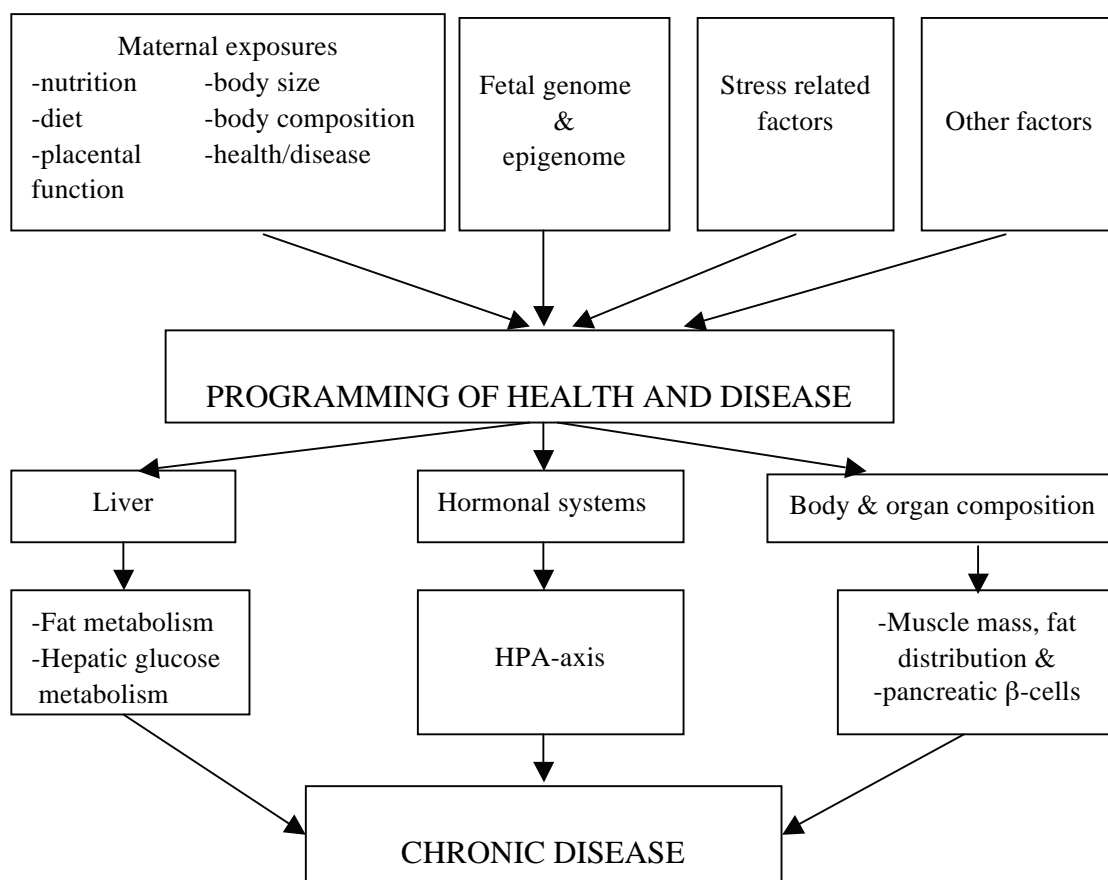 Maternal exposures
-nutrition -body size
-diet -body composition
-placental -health/disease
function
Fetal genome
&
epigenome
Stress related
factors
Other factors
PROGRAMMING OF HEALTH AND DISEASE
Liver
Hormonal systems
Body & organ composition
-Fat metabolism
-Hepatic glucose
metabolism
HPA-axis
-Muscle mass, fat
distribution &
-pancreatic β-cells
CHRONIC DISEASE